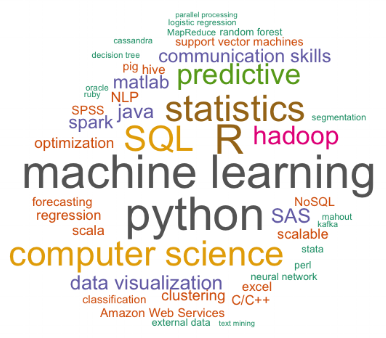 parallel processing
logistic regression
MapReduce random forest
cassandra support vector machines
decision tree communication skills
pig hive predictive
oracle matlab
ruby NLP
SPSS java statistics
spark segmentation
optimization SQL R hadoop
machine learning
forecasting python NoSQL
regression SAS mahout
scala kafka
scalable
computer science stata
perl
data visualization neural network
classification clustering excel
C/C++
Amazon Web Services
external data text mining